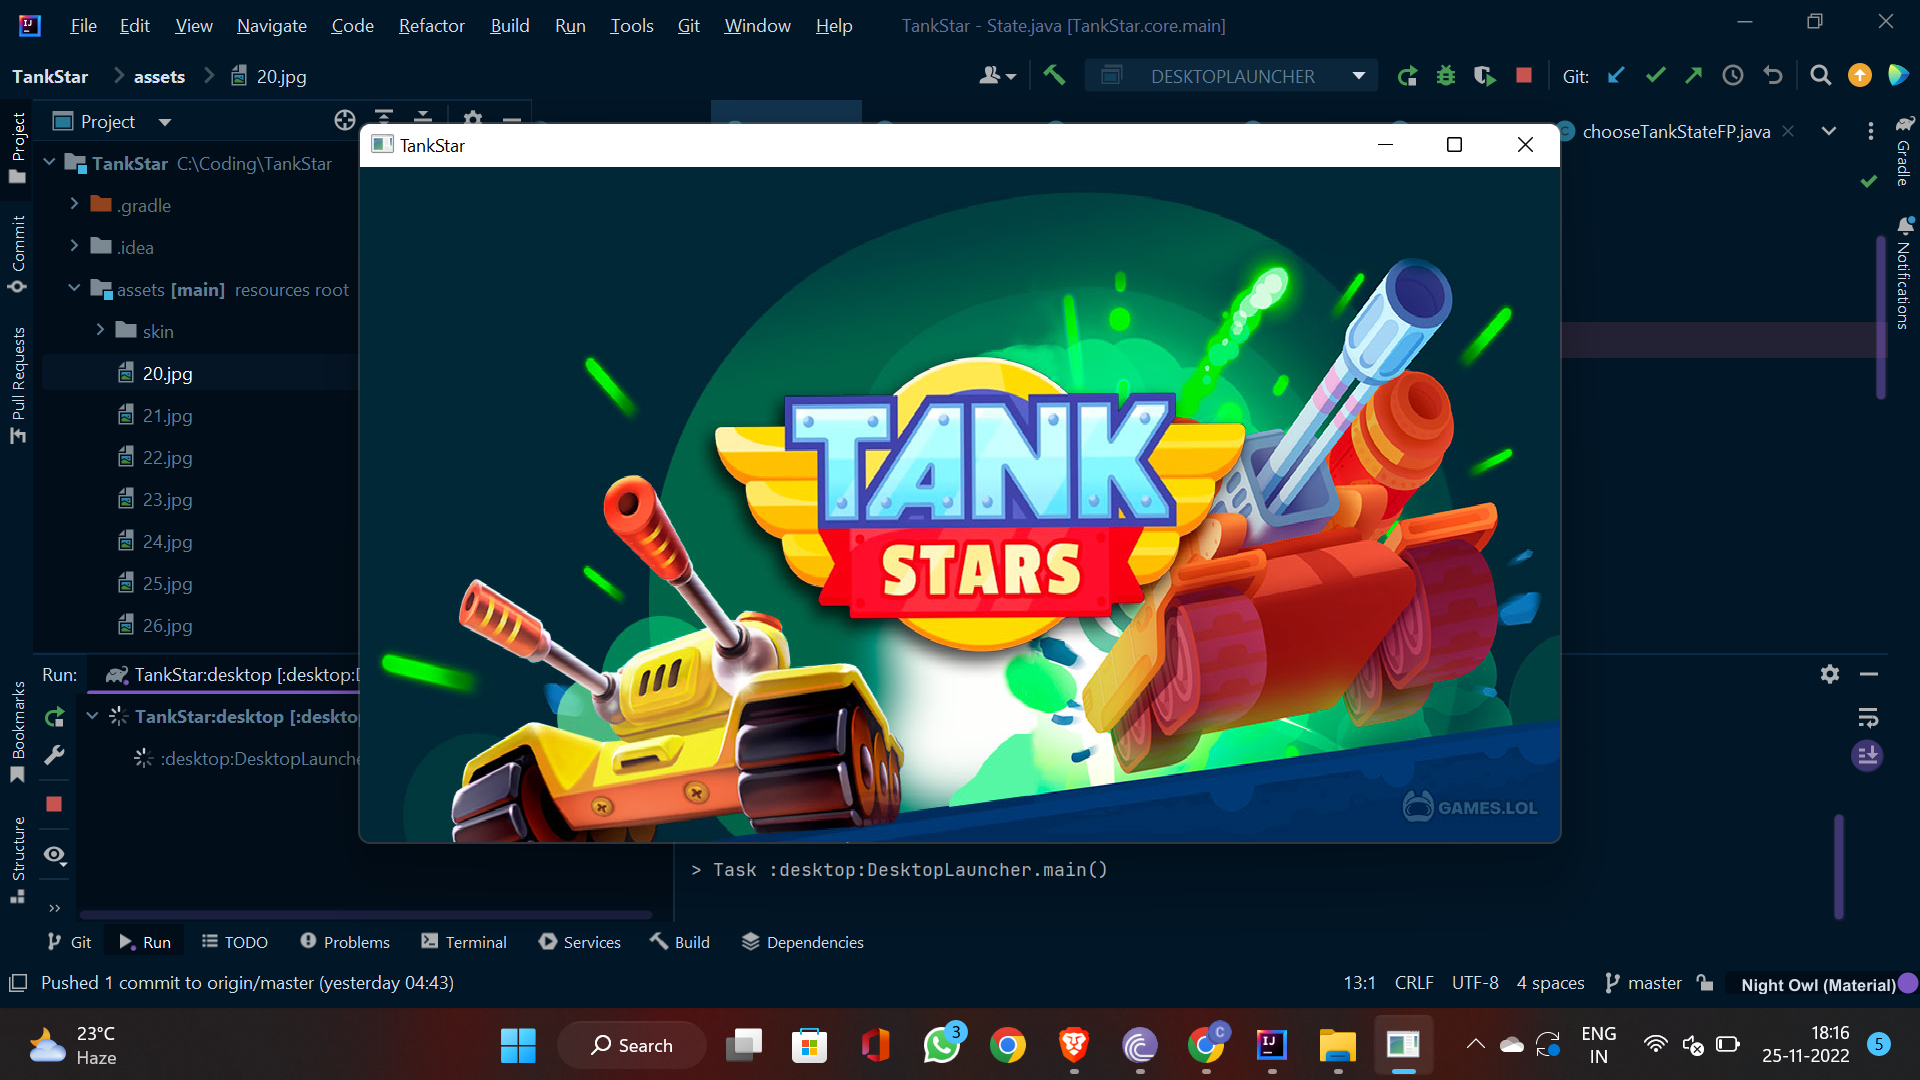 File Edit View Navigate Code Refactor Build Run Tools Git Window Help TankStar - State.java [TankStar.core.main]
TankStar assets 20.jpg DESKTOPLAUNCHER Git:
Project
Project
Commit
Pull Requests
Bookmarks
Structure
TankStar C:\Coding\TankStar
.gradle
.idea
assets [main] resources root
skin
20.jpg
21.jpg
22.jpg
23.jpg
24.jpg
25.jpg
26.jpg
TankStar
chooseTankStateFP.java
Gradle
Notifications
TANK
STARS
GAMES.LOL
Run: TankStar:desktop [:desktop:
TankStar:desktop [:deskto
:desktop:DesktopLaunche
> Task :desktop:DesktopLauncher.main()
Git Run TODO Problems Terminal Services Build Dependencies
Pushed 1 commit to origin/master (yesterday 04:43) 13:1 CRLF UTF-8 4 spaces master Night Owl (Material)
23°C
Haze
Search
3
C
ENG
IN
18:16
25-11-2022
5